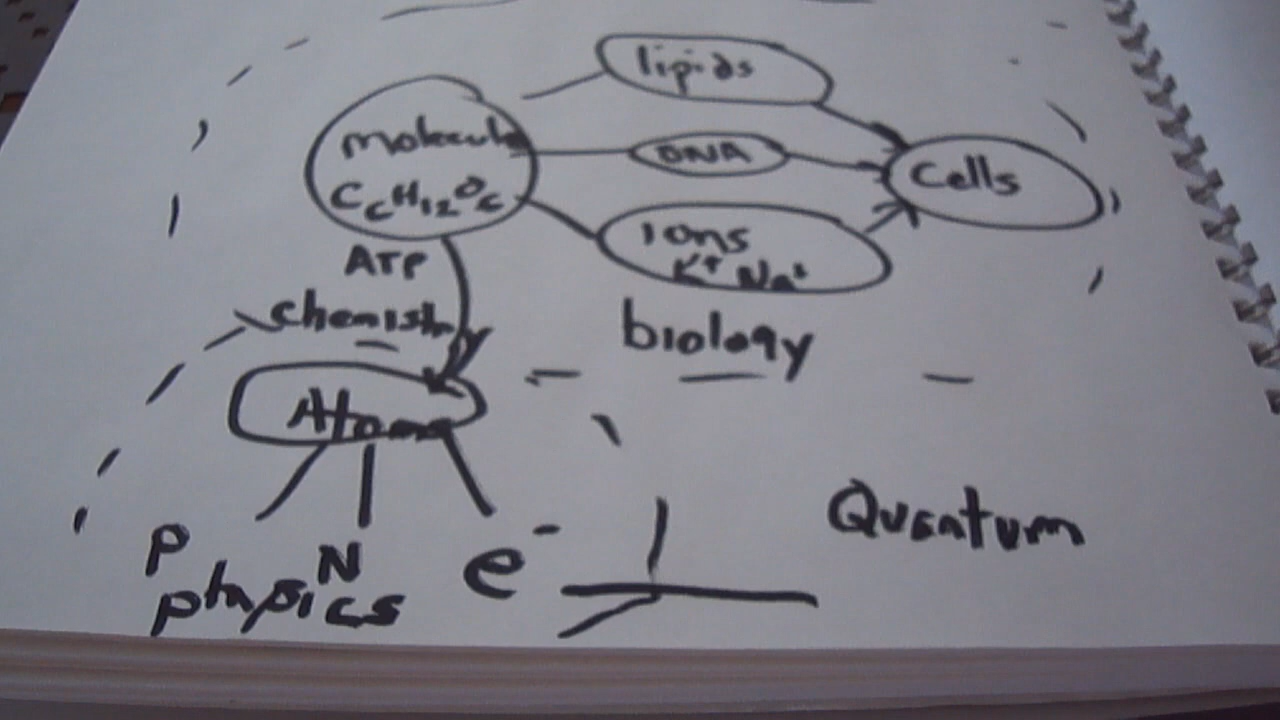 lipids
molecule
C6H12O6
DNA
Cells
Ions
K+ Na+
ATP
chemistry
biology
Atoms
P N e-
physics
Quantum